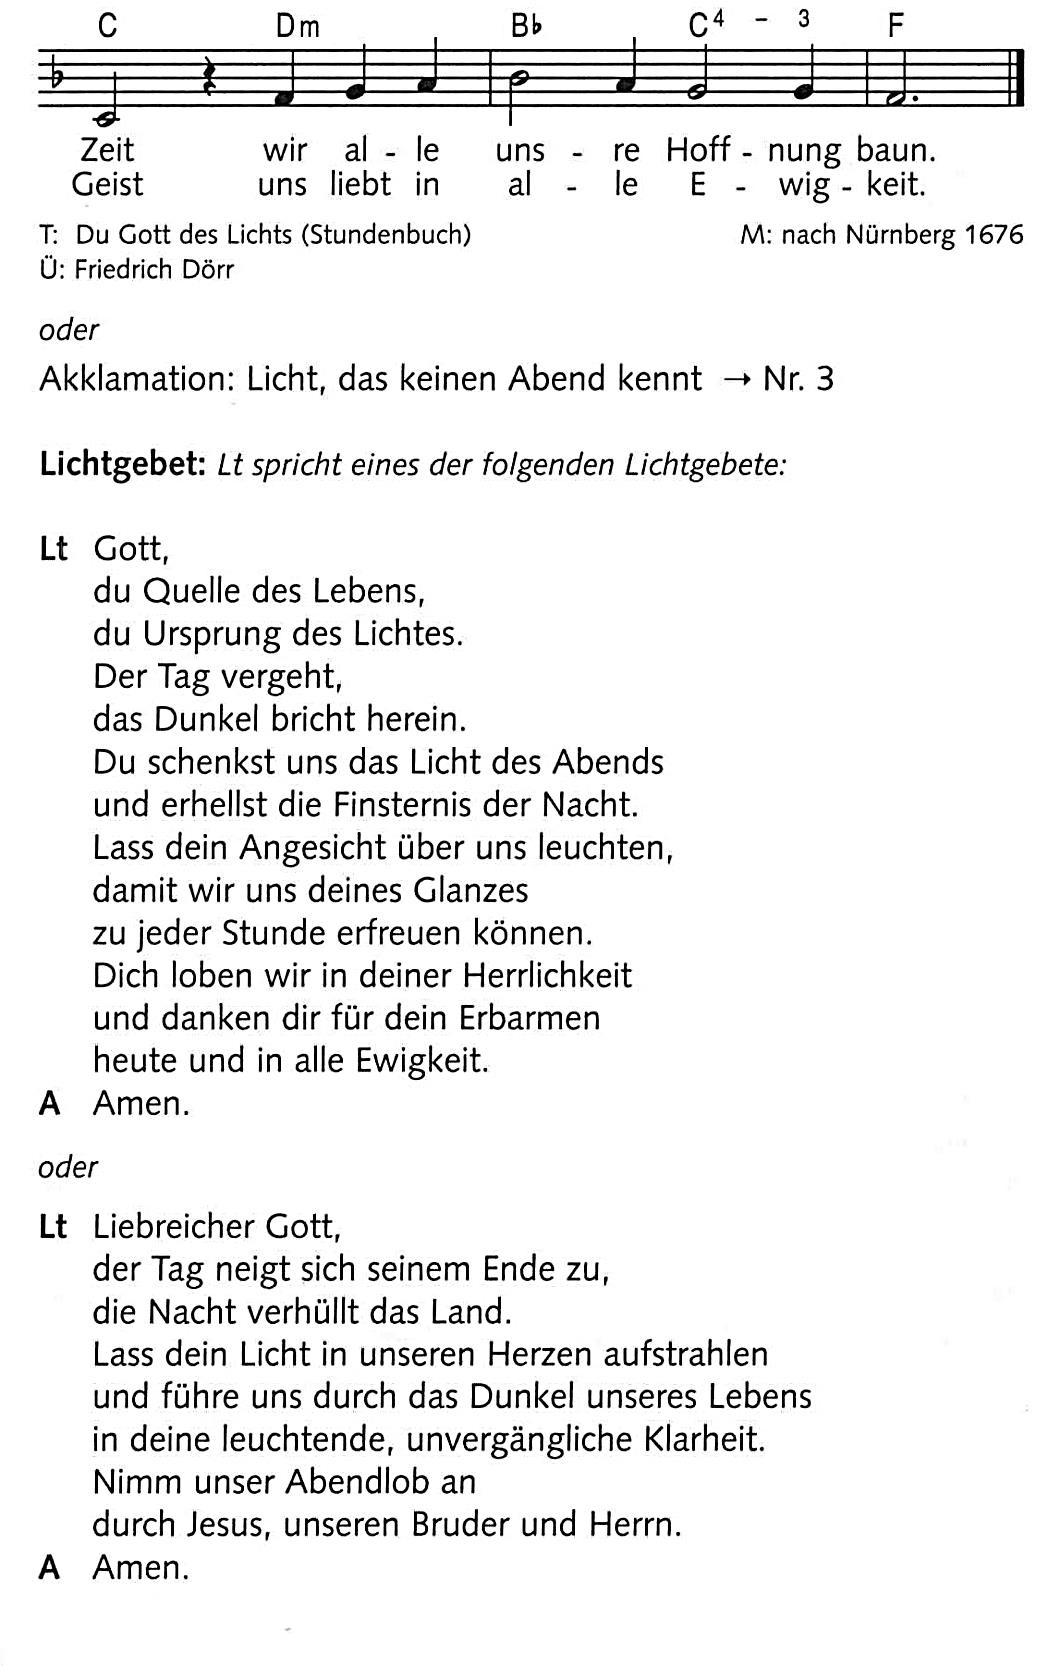 C Dm B♭ C⁴ – ³ F
Zeit wir al - le uns - re Hoff - nung baun.
Geist uns liebt in al - le E - wig - keit.
T: Du Gott des Lichts (Stundenbuch) M: nach Nürnberg 1676
Ü: Friedrich Dörr
oder
Akklamation: Licht, das keinen Abend kennt → Nr. 3
Lichtgebet: Lt spricht eines der folgenden Lichtgebete:
Lt Gott,
du Quelle des Lebens,
du Ursprung des Lichtes.
Der Tag vergeht,
das Dunkel bricht herein.
Du schenkst uns das Licht des Abends
und erhellst die Finsternis der Nacht.
Lass dein Angesicht über uns leuchten,
damit wir uns deines Glanzes
zu jeder Stunde erfreuen können.
Dich loben wir in deiner Herrlichkeit
und danken dir für dein Erbarmen
heute und in alle Ewigkeit.
A Amen.
oder
Lt Liebreicher Gott,
der Tag neigt sich seinem Ende zu,
die Nacht verhüllt das Land.
Lass dein Licht in unseren Herzen aufstrahlen
und führe uns durch das Dunkel unseres Lebens
in deine leuchtende, unvergängliche Klarheit.
Nimm unser Abendlob an
durch Jesus, unseren Bruder und Herrn.
A Amen.